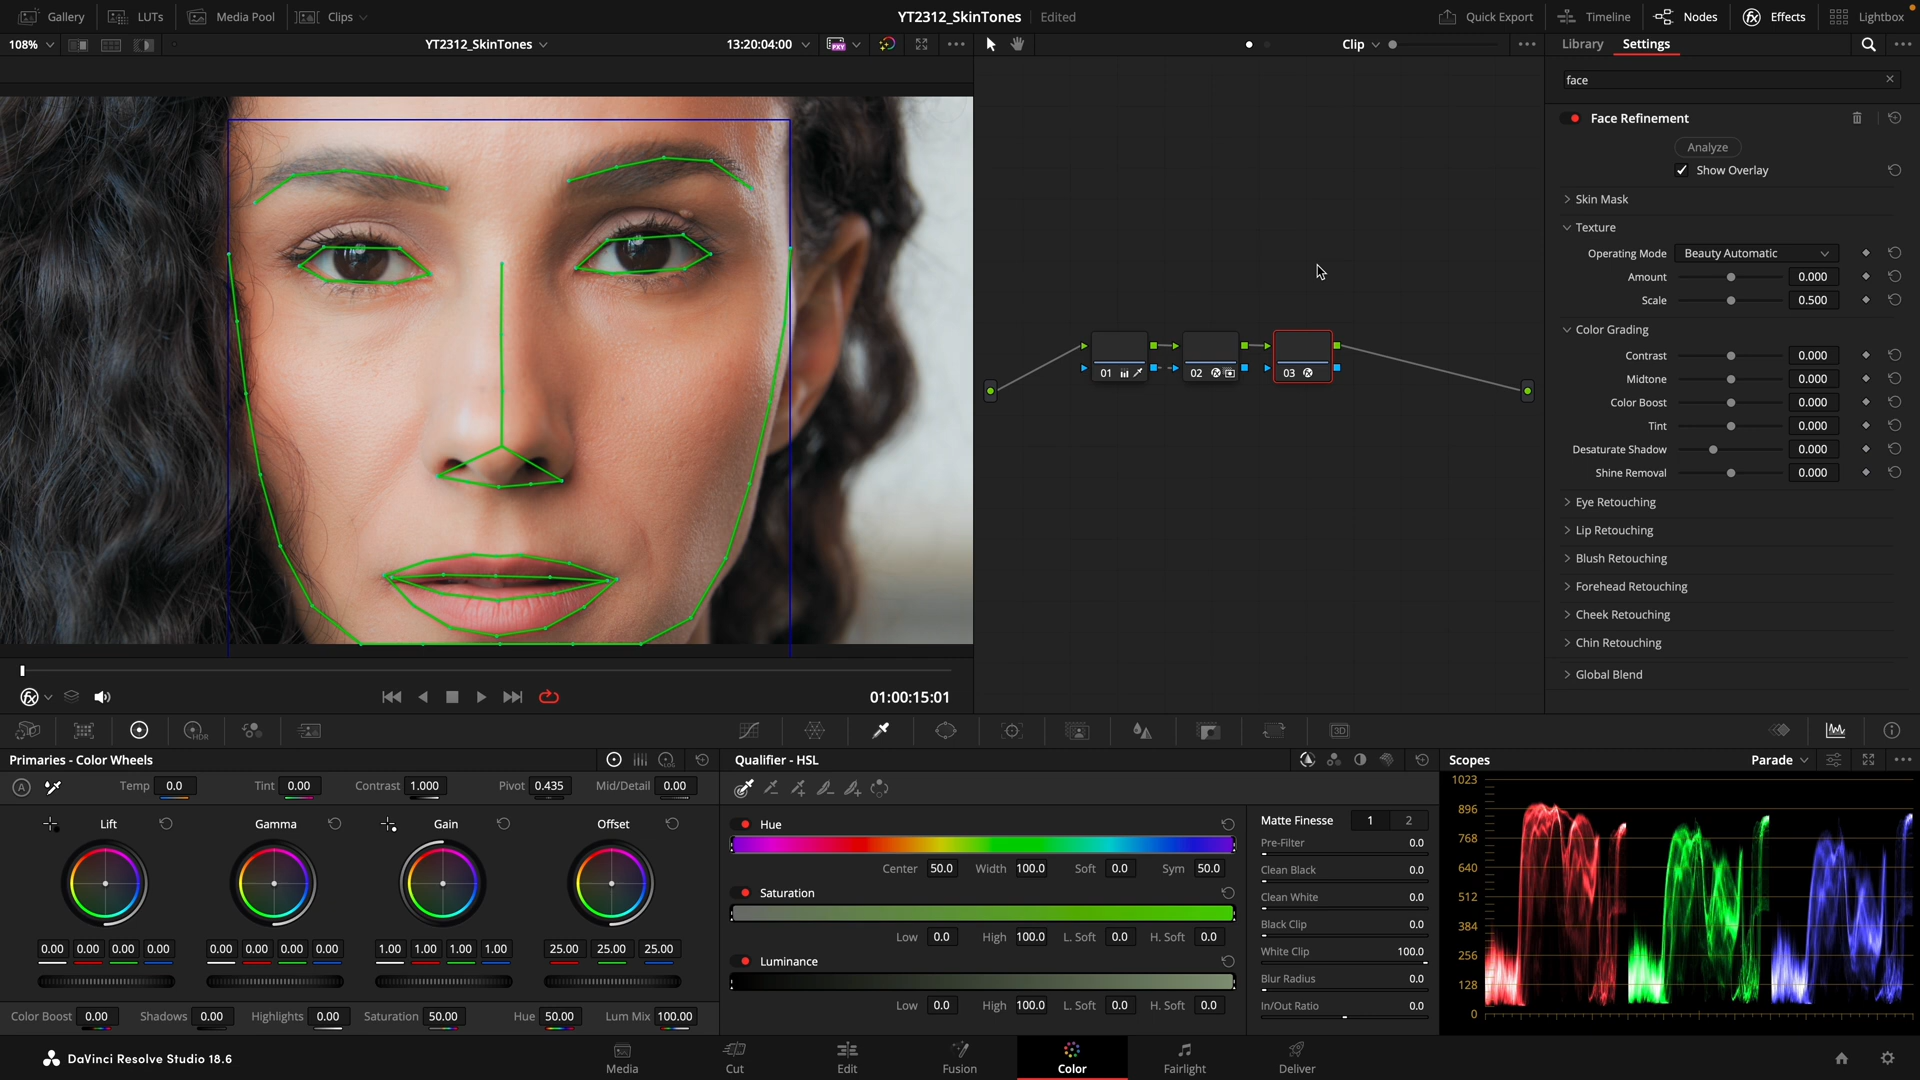 Gallery LUTs Media Pool Clips YT2312_SkinTones Edited Quick Export Timeline Nodes Effects Lightbox
108% YT2312_SkinTones 13:20:04:00 PXY Clip Library Settings
face
Face Refinement
Analyze
Show Overlay
Skin Mask
Texture
Operating Mode Beauty Automatic
Amount 0.000
Scale 0.500
Color Grading
Contrast 0.000
Midtone 0.000
Color Boost 0.000
Tint 0.000
Desaturate Shadow 0.000
Shine Removal 0.000
Eye Retouching
Lip Retouching
Blush Retouching
Forehead Retouching
Cheek Retouching
Chin Retouching
Global Blend
01 02 03
01:00:15:01
HDR 3D
Primaries - Color Wheels LOG
A Temp 0.0 Tint 0.00 Contrast 1.000 Pivot 0.435 Mid/Detail 0.00
Lift Gamma Gain Offset
0.00 0.00 0.00 0.00 0.00 0.00 0.00 0.00 1.00 1.00 1.00 1.00 25.00 25.00 25.00
Color Boost 0.00 Shadows 0.00 Highlights 0.00 Saturation 50.00 Hue 50.00 Lum Mix 100.00
Qualifier - HSL
Hue
Center 50.0 Width 100.0 Soft 0.0 Sym 50.0
Saturation
Low 0.0 High 100.0 L. Soft 0.0 H. Soft 0.0
Luminance
Low 0.0 High 100.0 L. Soft 0.0 H. Soft 0.0
Matte Finesse 1 2
Pre-Filter 0.0
Clean Black 0.0
Clean White 0.0
Black Clip 0.0
White Clip 100.0
Blur Radius 0.0
In/Out Ratio 0.0
Scopes Parade
1023
896
768
640
512
384
256
128
0
DaVinci Resolve Studio 18.6
Media Cut Edit Fusion Color Fairlight Deliver